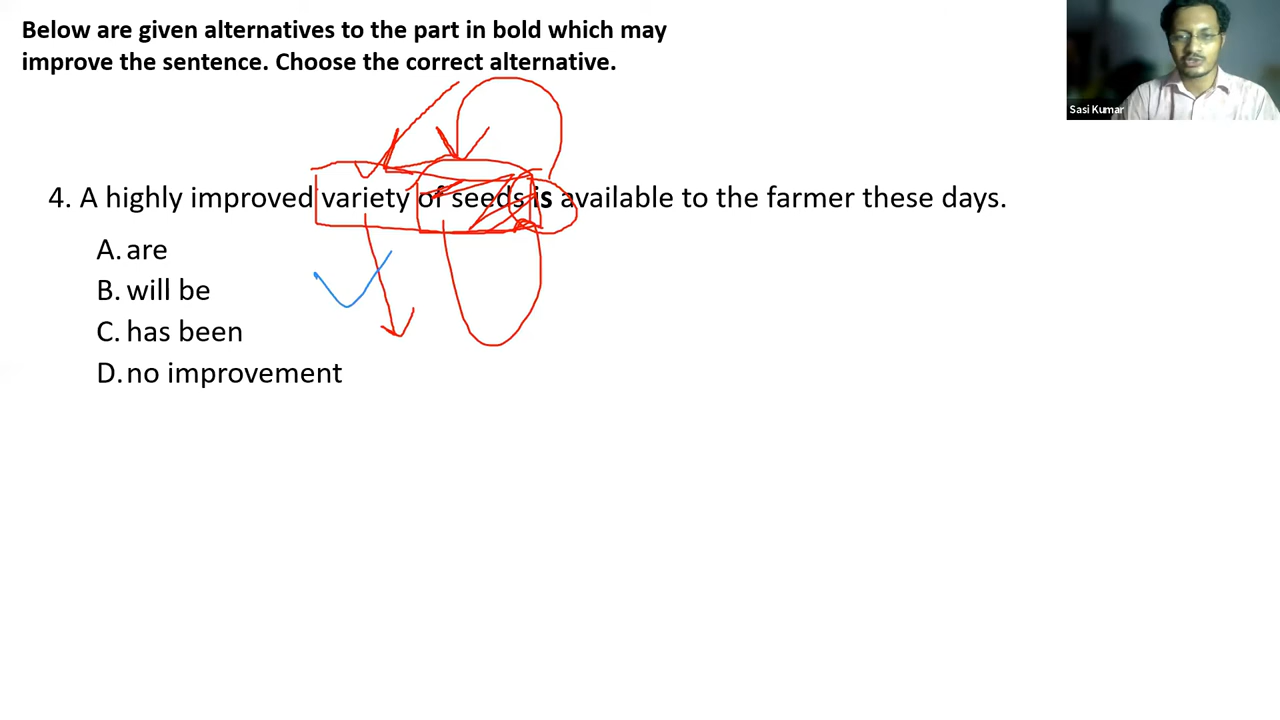 Below are given alternatives to the part in bold which may
improve the sentence. Choose the correct alternative.
Sasi Kumar
4. A highly improved variety of seeds is available to the farmer these days.
A. are
B. will be
C. has been
D. no improvement